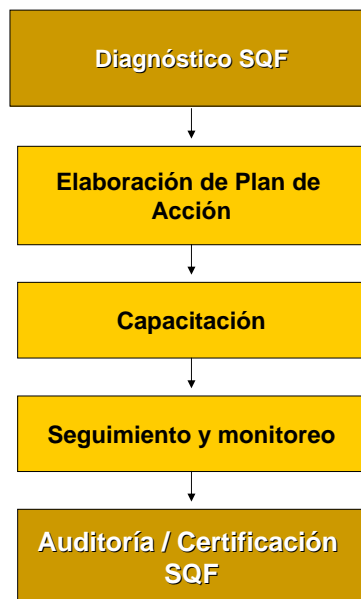 Diagnóstico SQF
Elaboración de Plan de
Acción
Capacitación
Seguimiento y monitoreo
Auditoría / Certificación
SQF